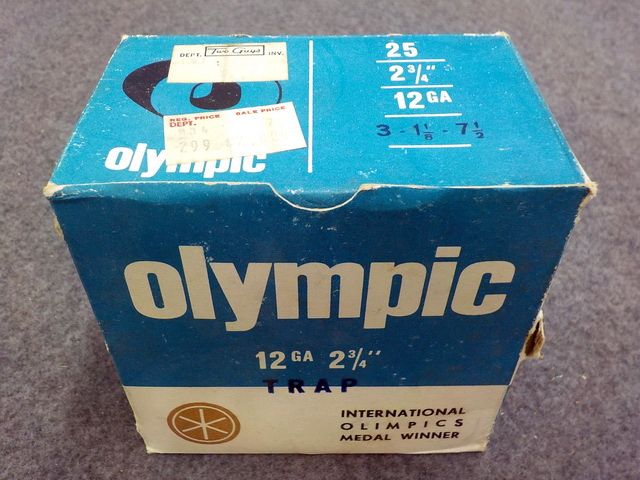 DEPT. Two Guys INV.
REG. PRICE SALE PRICE
DEPT.
299
olympic
25
2 3/4"
12 GA
3 - 1 1/8 - 7 1/2
olympic
12 GA 2 3/4"
TRAP
INTERNATIONAL
OLIMPICS
MEDAL WINNER